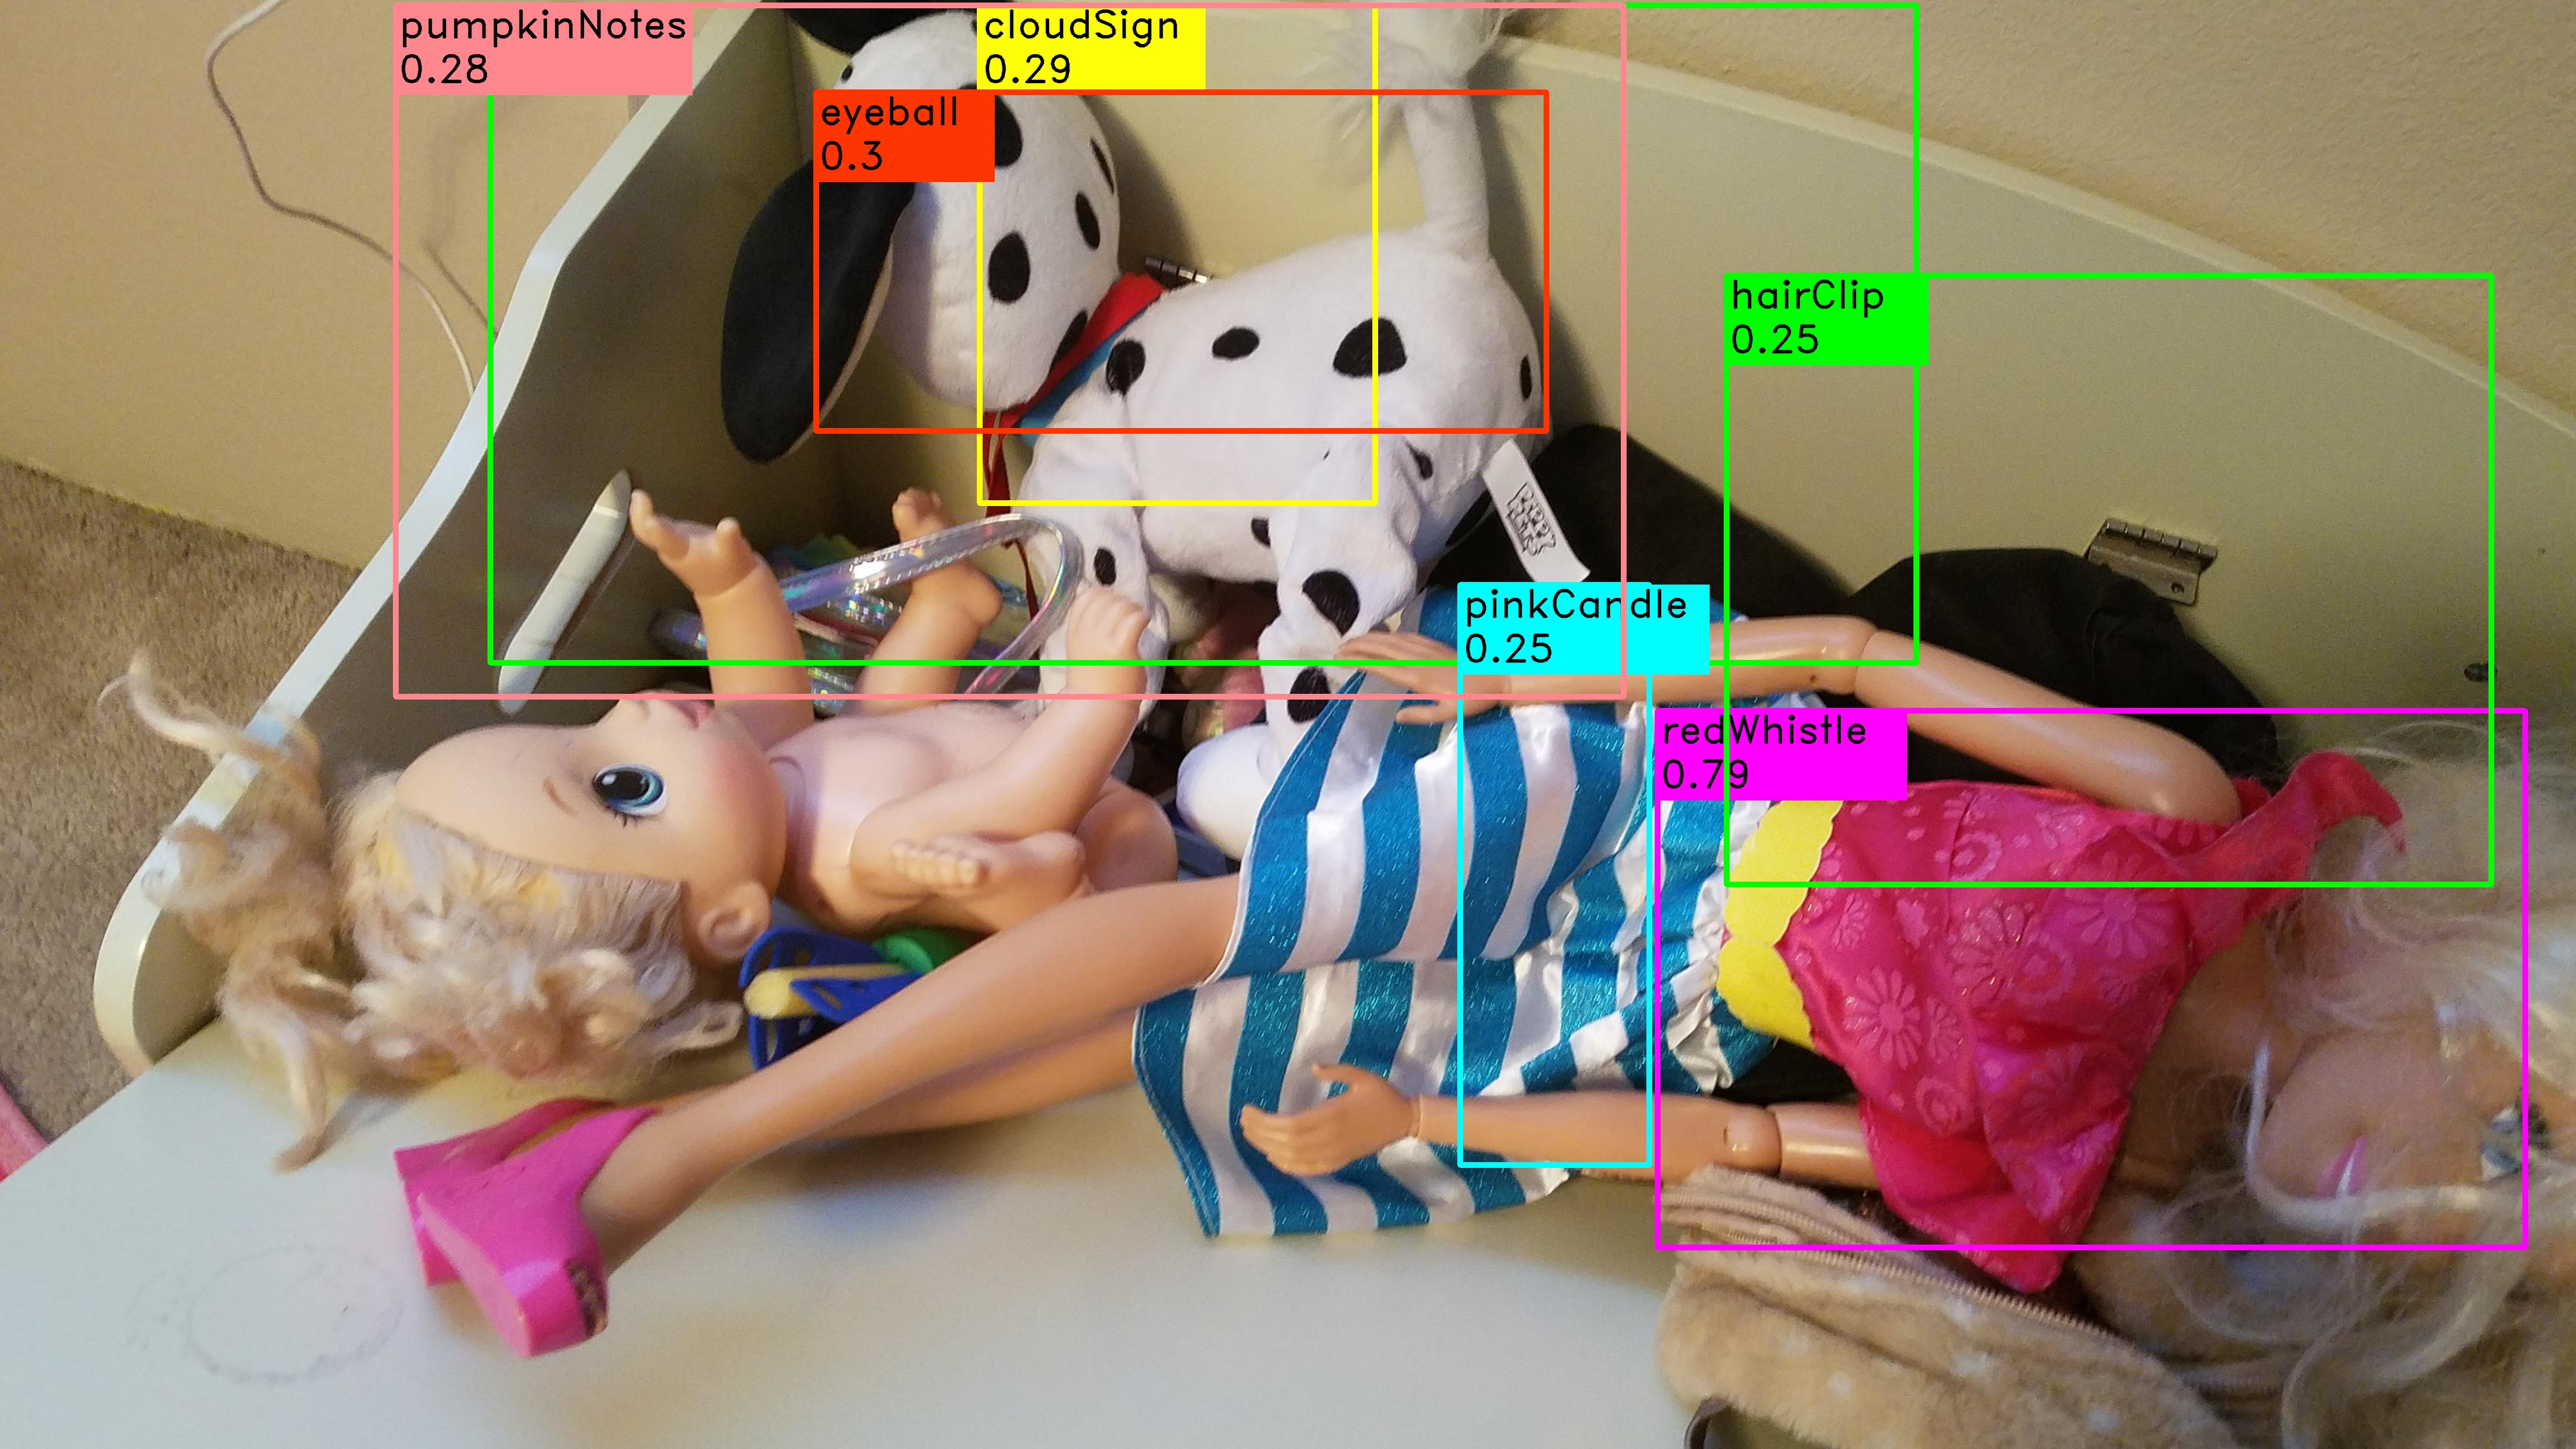 pumpkinNotes
0.28
cloudSign
0.29
eyeball
0.3
hairClip
0.25
pinkCandle
0.25
redWhistle
0.79